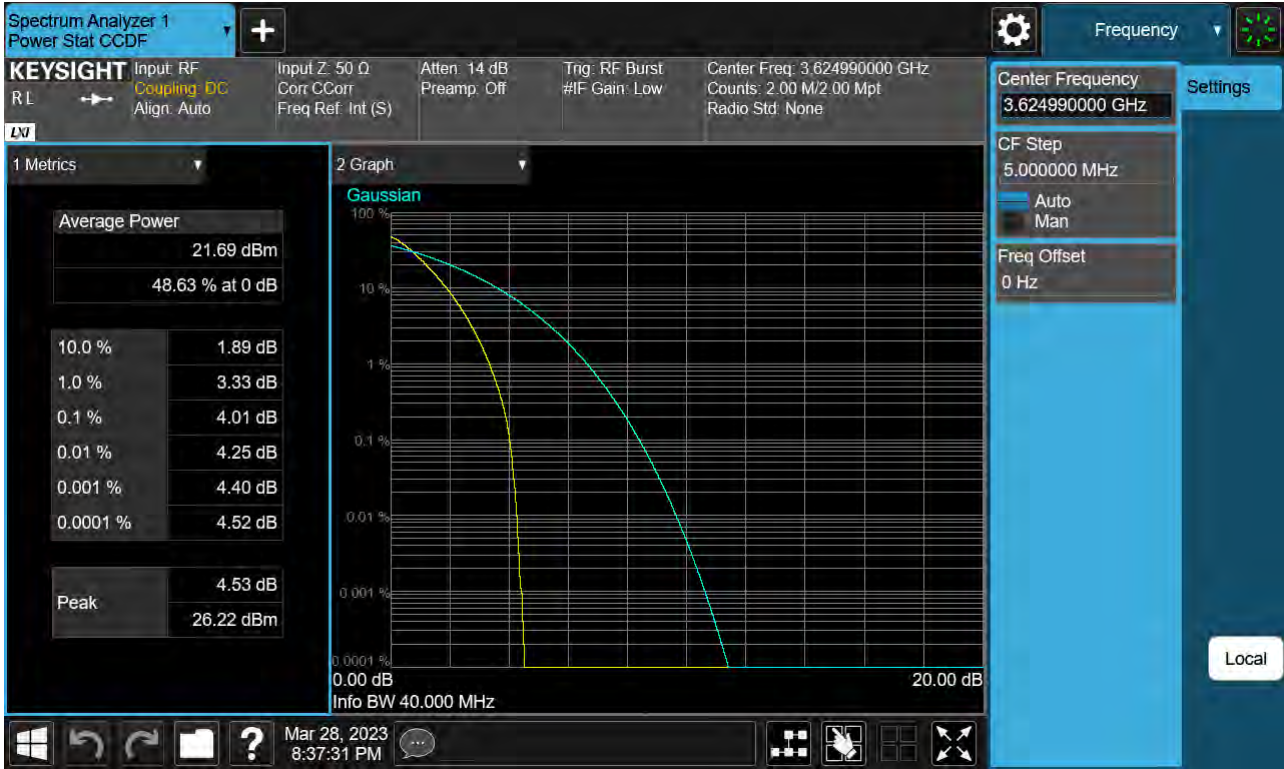 Spectrum Analyzer 1
Power Stat CCDF
Frequency
KEYSIGHT
R L
LXI
Input: RF
Coupling: DC
Align: Auto
Input Z: 50 Ω
Corr CCorr
Freq Ref: Int (S)
Atten: 14 dB
Preamp: Off
Trig: RF Burst
#IF Gain: Low
Center Freq: 3.624990000 GHz
Counts: 2.00 M/2.00 Mpt
Radio Std: None
Center Frequency
3.624990000 GHz
Settings
CF Step
5.000000 MHz
Auto
Man
Freq Offset
0 Hz
Local
1 Metrics
Average Power
21.69 dBm
48.63 % at 0 dB
10.0 % 1.89 dB
1.0 % 3.33 dB
0.1 % 4.01 dB
0.01 % 4.25 dB
0.001 % 4.40 dB
0.0001 % 4.52 dB
Peak
4.53 dB
26.22 dBm
2 Graph
Gaussian
100 %
10 %
1 %
0.1 %
0.01 %
0.001 %
0.0001 %
0.00 dB 20.00 dB
Info BW 40.000 MHz
?
Mar 28, 2023
8:37:31 PM